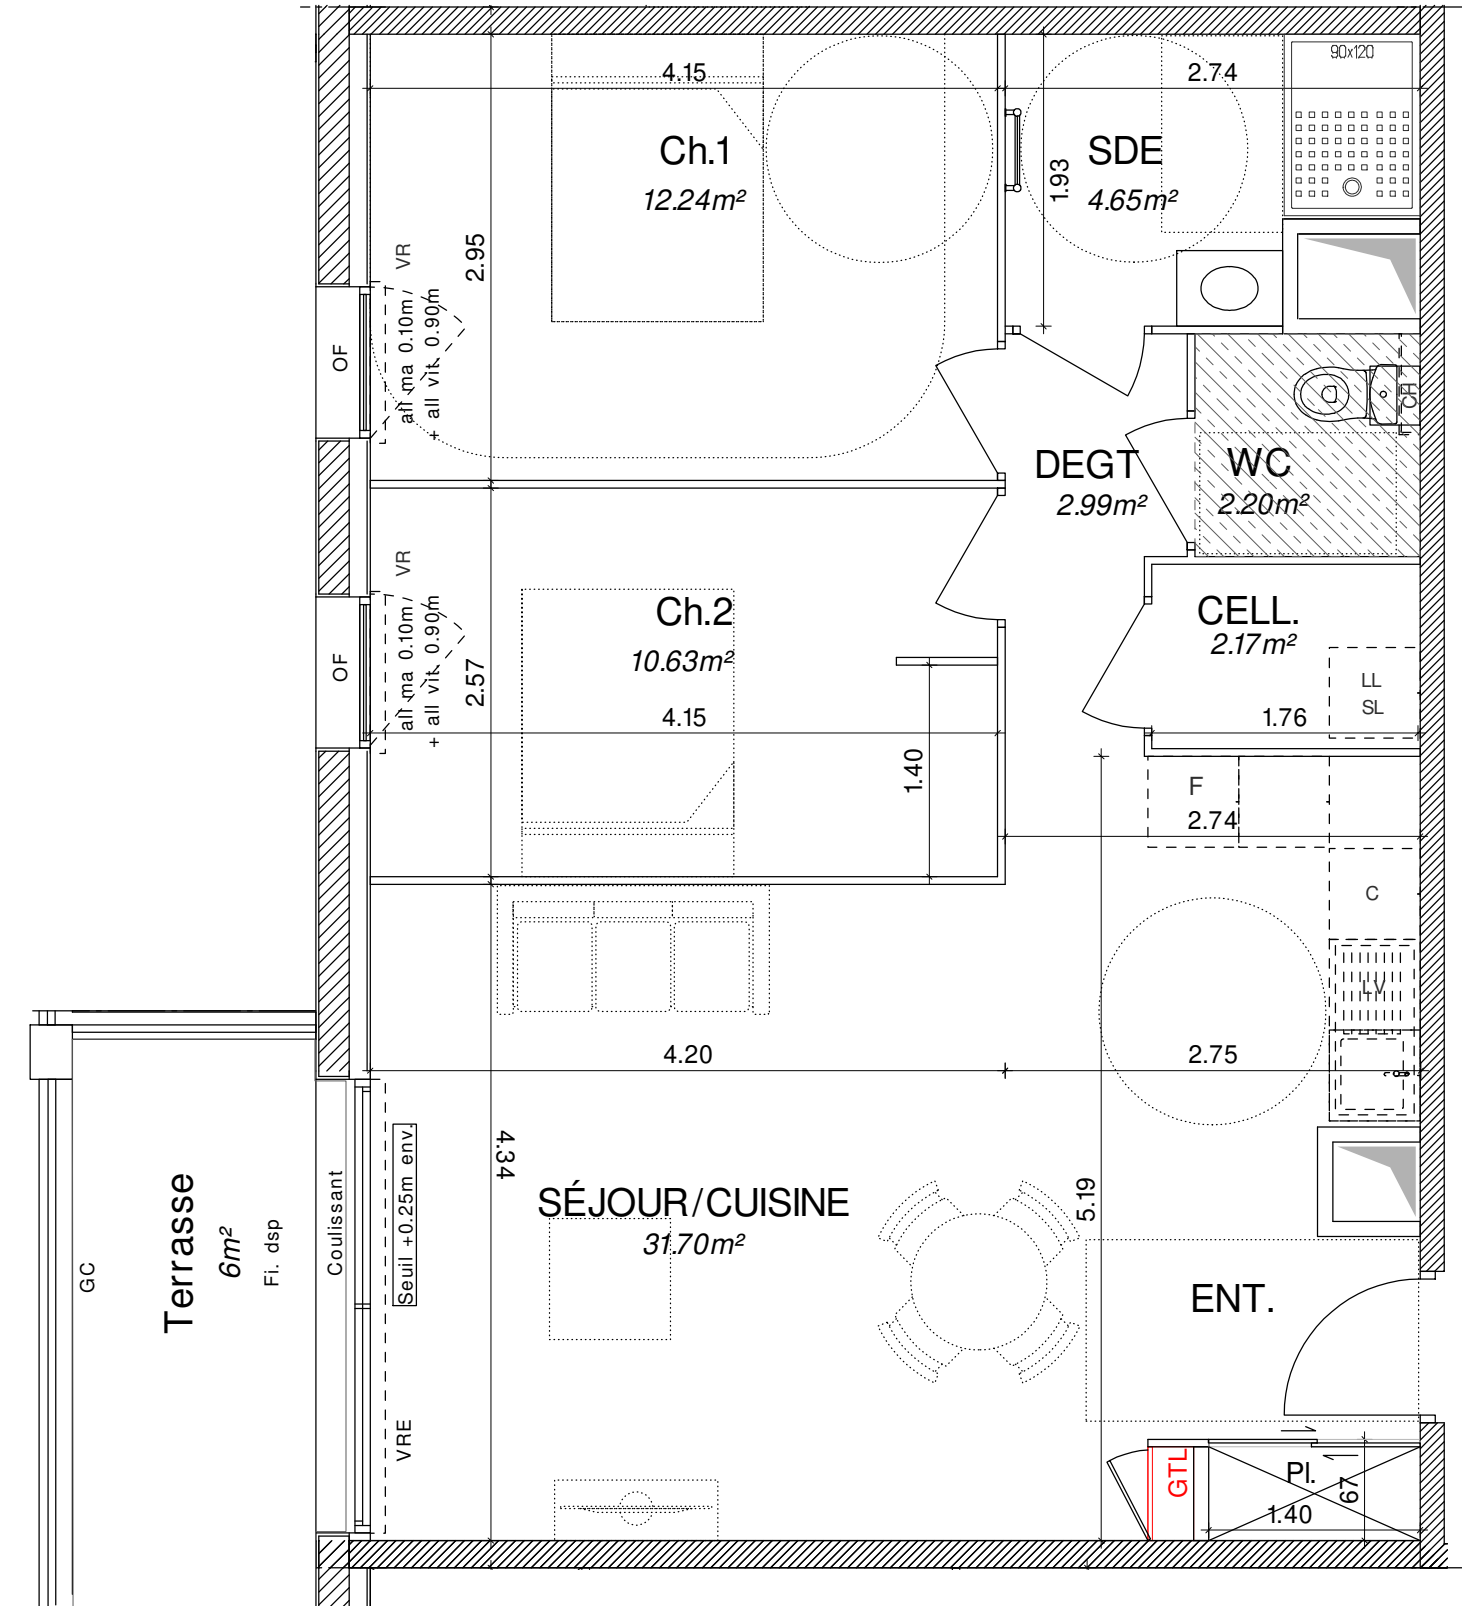 90x120
4.15
2.74
Ch.1
12.24m²
SDE
4.65m²
1.93
2.95
VR
all ma 0.10m/
+ all vit. 0.90m
OF
CH
DEGT
2.99m²
WC
2.20m²
VR
all ma 0.10m/
+ all vit. 0.90m
OF
Ch.2
10.63m²
2.57
4.15
1.40
CELL.
2.17m²
LL
SL
1.76
F
2.74
C
LV
4.20
2.75
4.34
5.19
SÉJOUR/CUISINE
31.70m²
Terrasse
6m²
Fi. dsp
GC
Coulissant
Seuil +0.25m env.
VRE
ENT.
GTL
Pl.
67
1.40